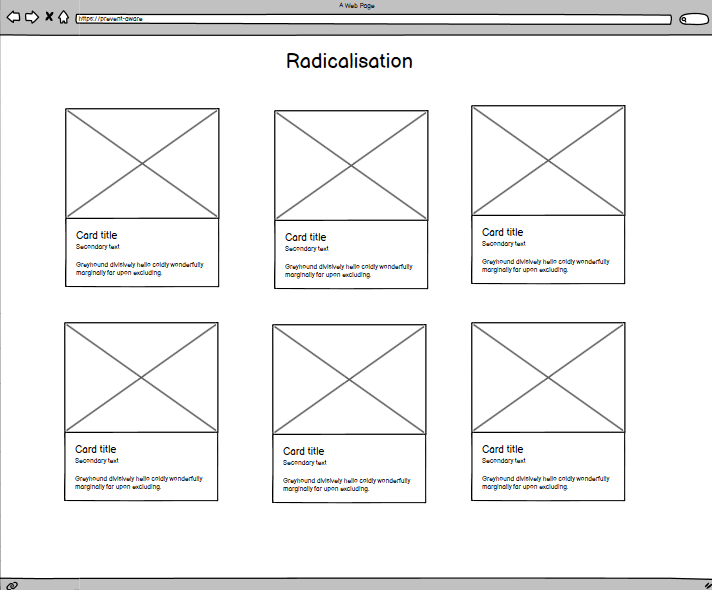 A Web Page
https://prevent-aware
Radicalisation
Card title
Secondary text
Greyhound divisively hello coldly wonderfully
marginally far upon excluding.
Card title
Secondary text
Greyhound divisively hello coldly wonderfully
marginally far upon excluding.
Card title
Secondary text
Greyhound divisively hello coldly wonderfully
marginally far upon excluding.
Card title
Secondary text
Greyhound divisively hello coldly wonderfully
marginally far upon excluding.
Card title
Secondary text
Greyhound divisively hello coldly wonderfully
marginally far upon excluding.
Card title
Secondary text
Greyhound divisively hello coldly wonderfully
marginally far upon excluding.